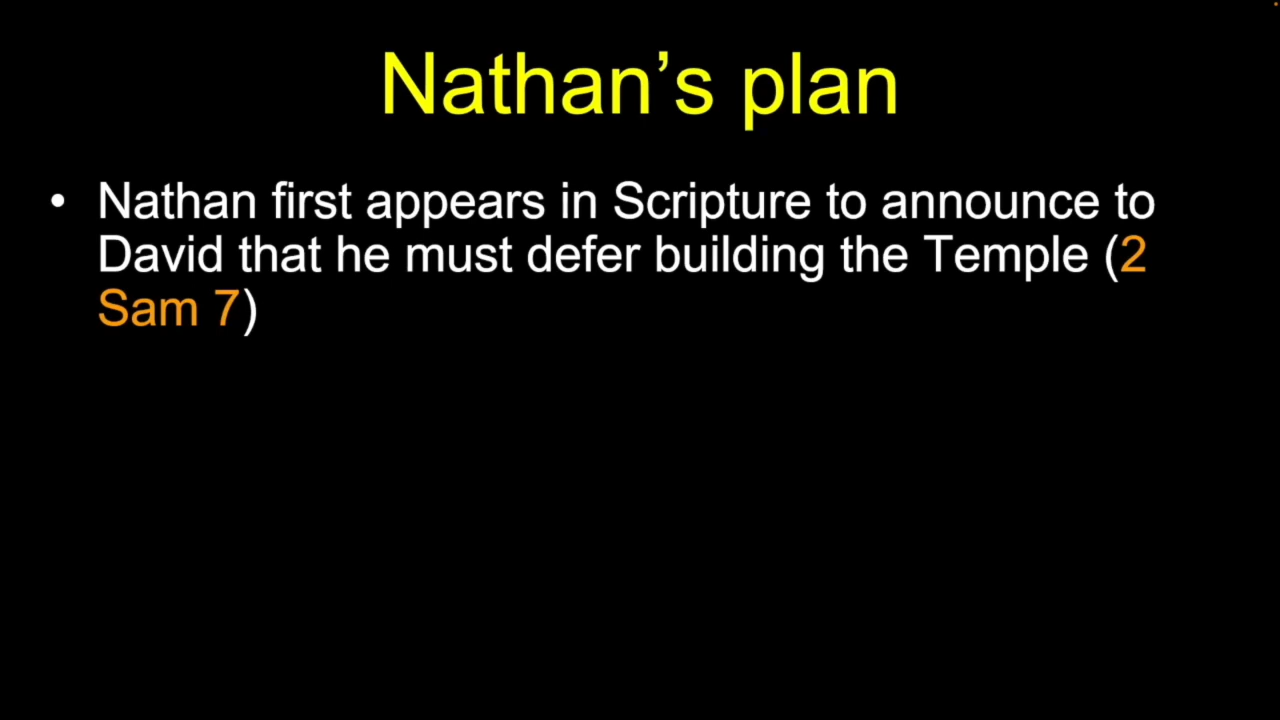 Nathan’s plan
• Nathan first appears in Scripture to announce to
David that he must defer building the Temple (2
Sam 7)